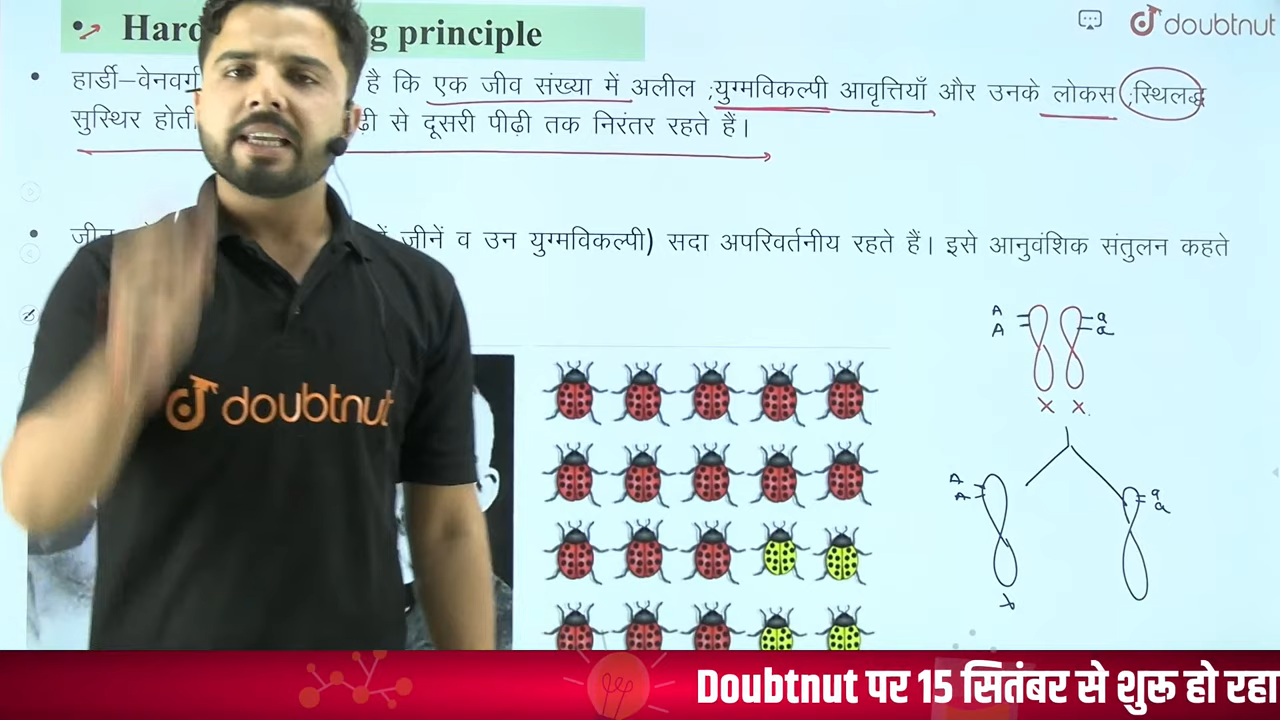 • Hard g principle
doubtnut
• हार्डी–वेनवर्ग है कि एक जीव संख्या में अलील ;युग्मविकल्पी आवृत्तियाँ और उनके लोकस ;स्थिलद्ध
सुस्थिर होती ढ़ी से दूसरी पीढ़ी तक निरंतर रहते हैं।
• जीन जीनें व उन युग्मविकल्पी) सदा अपरिवर्तनीय रहते हैं। इसे आनुवंशिक संतुलन कहते
A a
A a
x x
doubtnut
A a
A a
x
Doubtnut पर 15 सितंबर से शुरू हो रहा